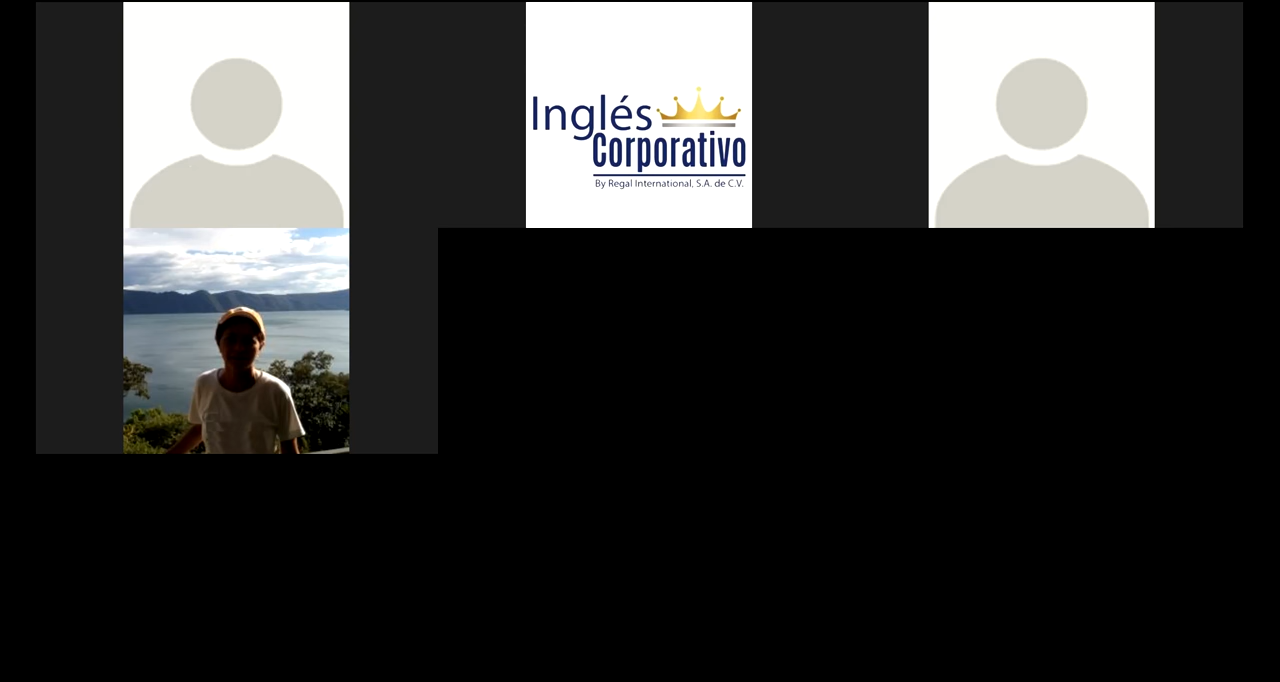 Inglés
Corporativo
By Regal International, S.A. de C.V.